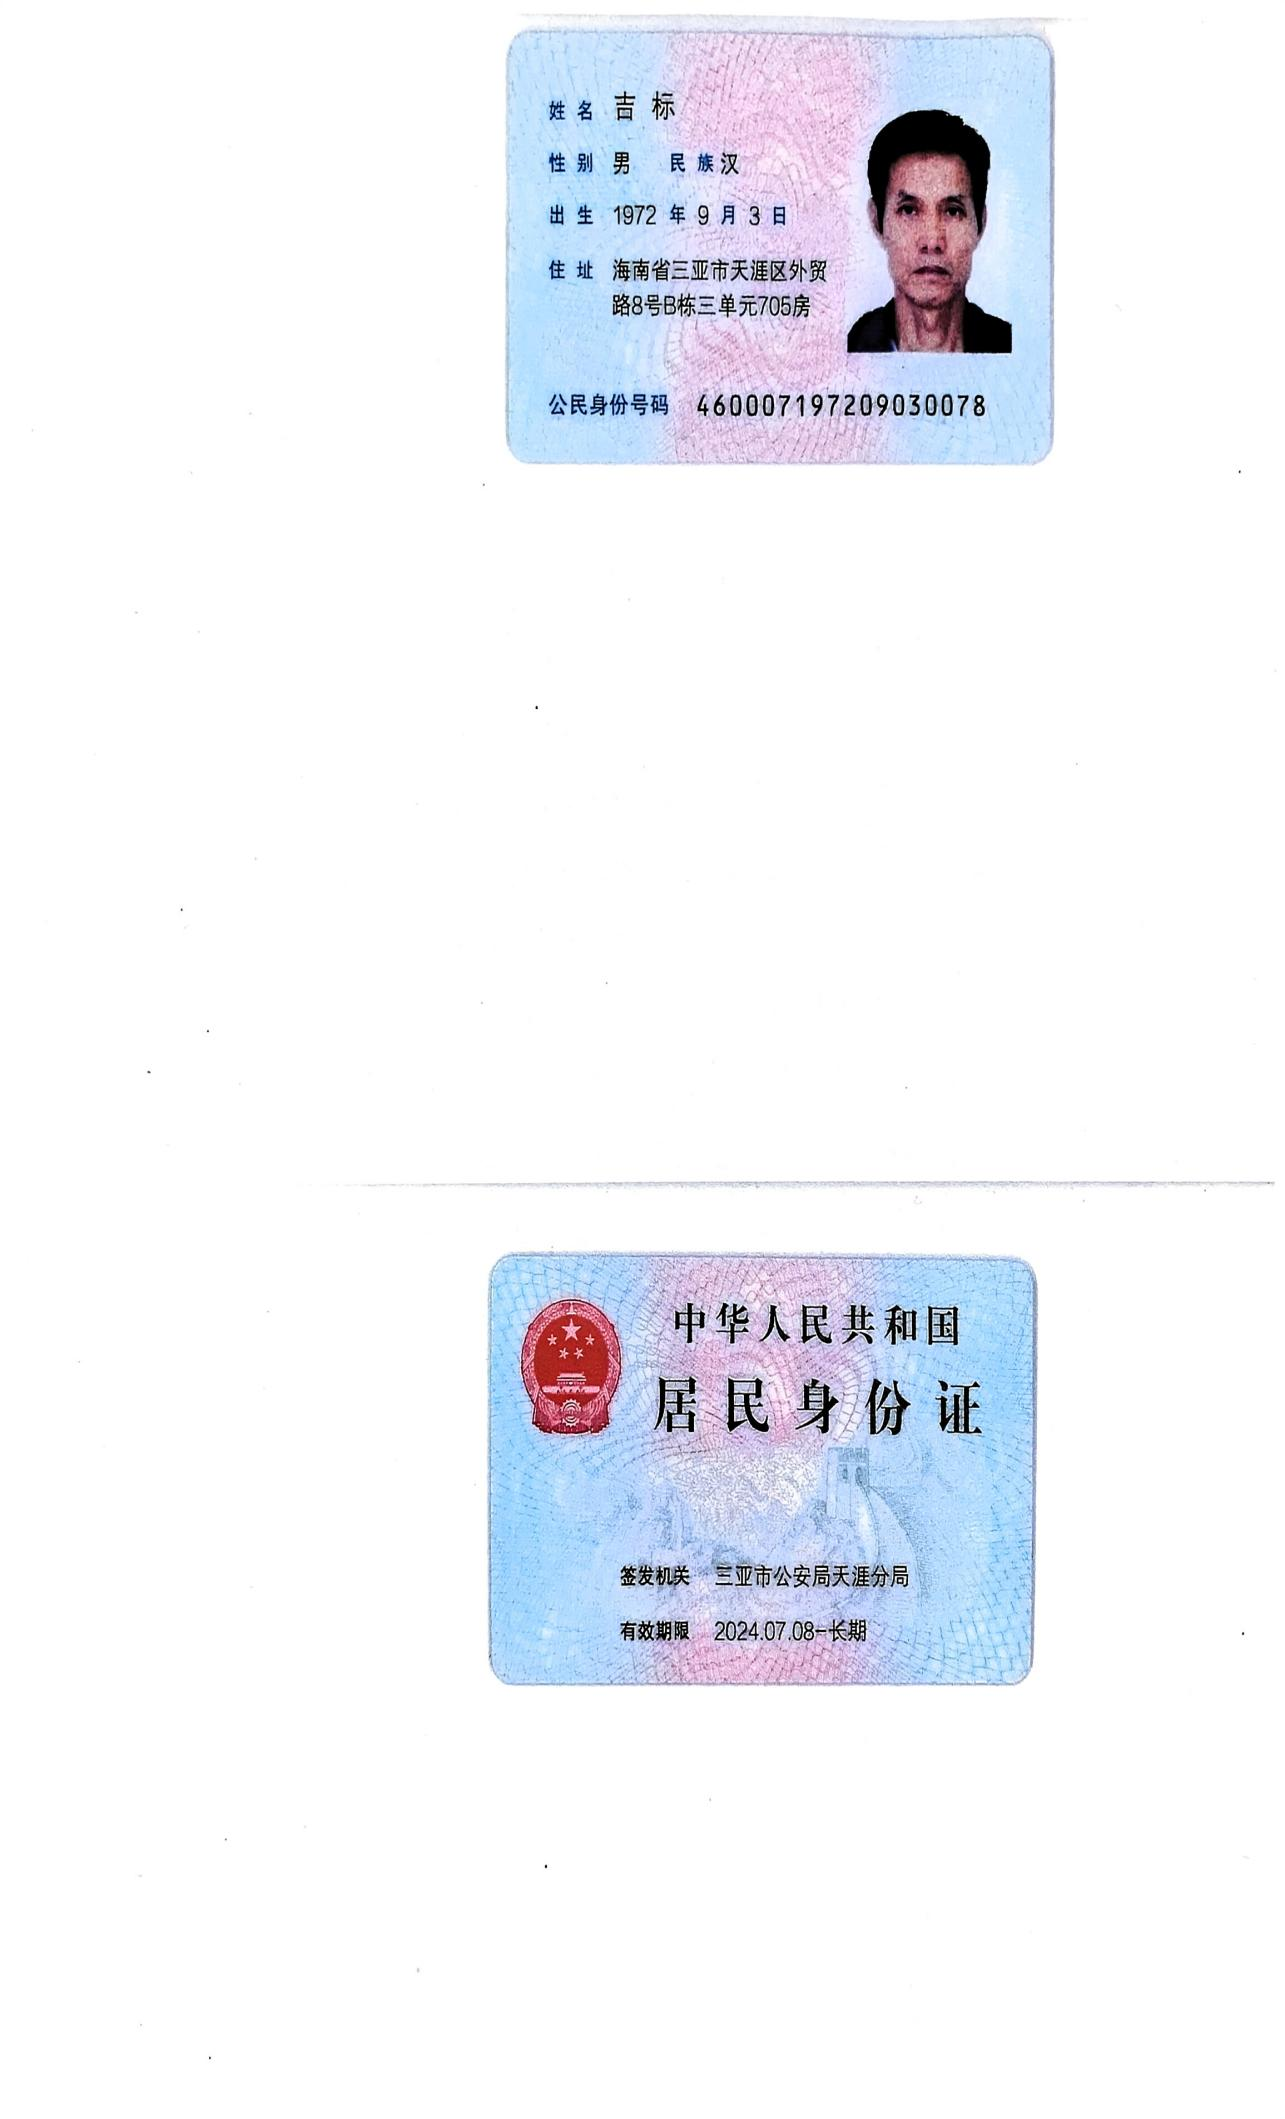 姓名 吉标
性别 男 民族 汉
出生 1972 年 9 月 3 日
住址 海南省三亚市天涯区外贸
路8号B栋三单元705房
公民身份号码 460007197209030078
中华人民共和国
居民身份证
签发机关 三亚市公安局天涯分局
有效期限 2024.07.08-长期